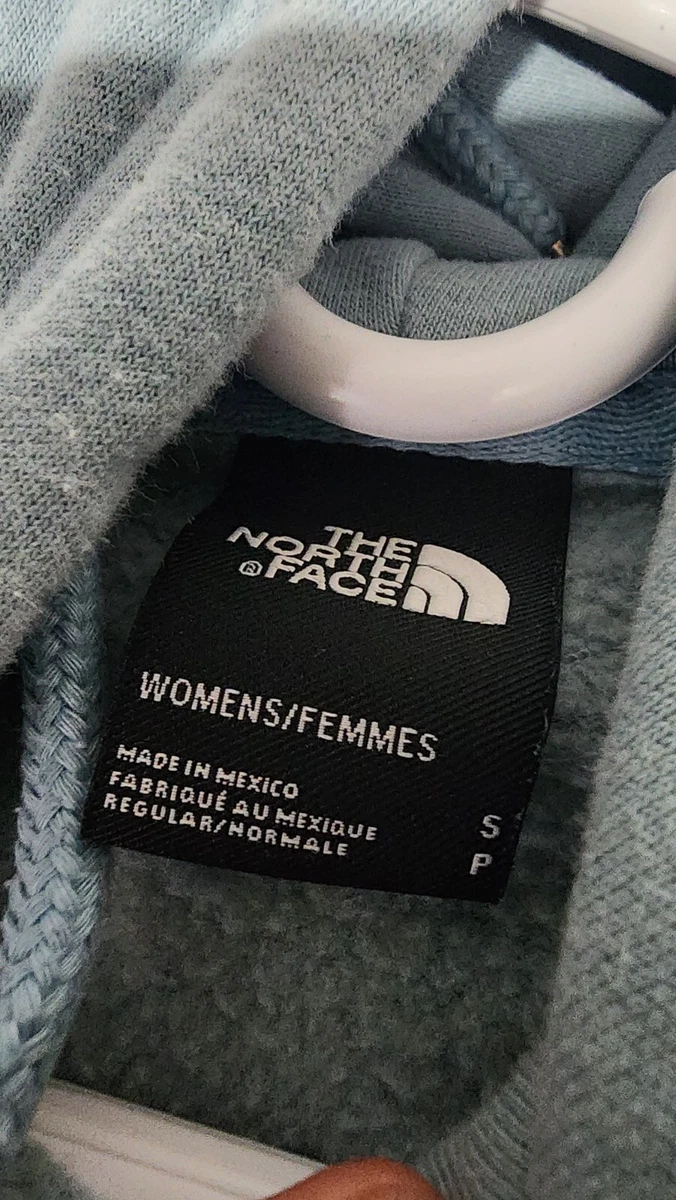 THE
NORTH
®FACE
WOMENS/FEMMES
MADE IN MEXICO
FABRIQUÉ AU MEXIQUE
REGULAR/NORMALE
S
P